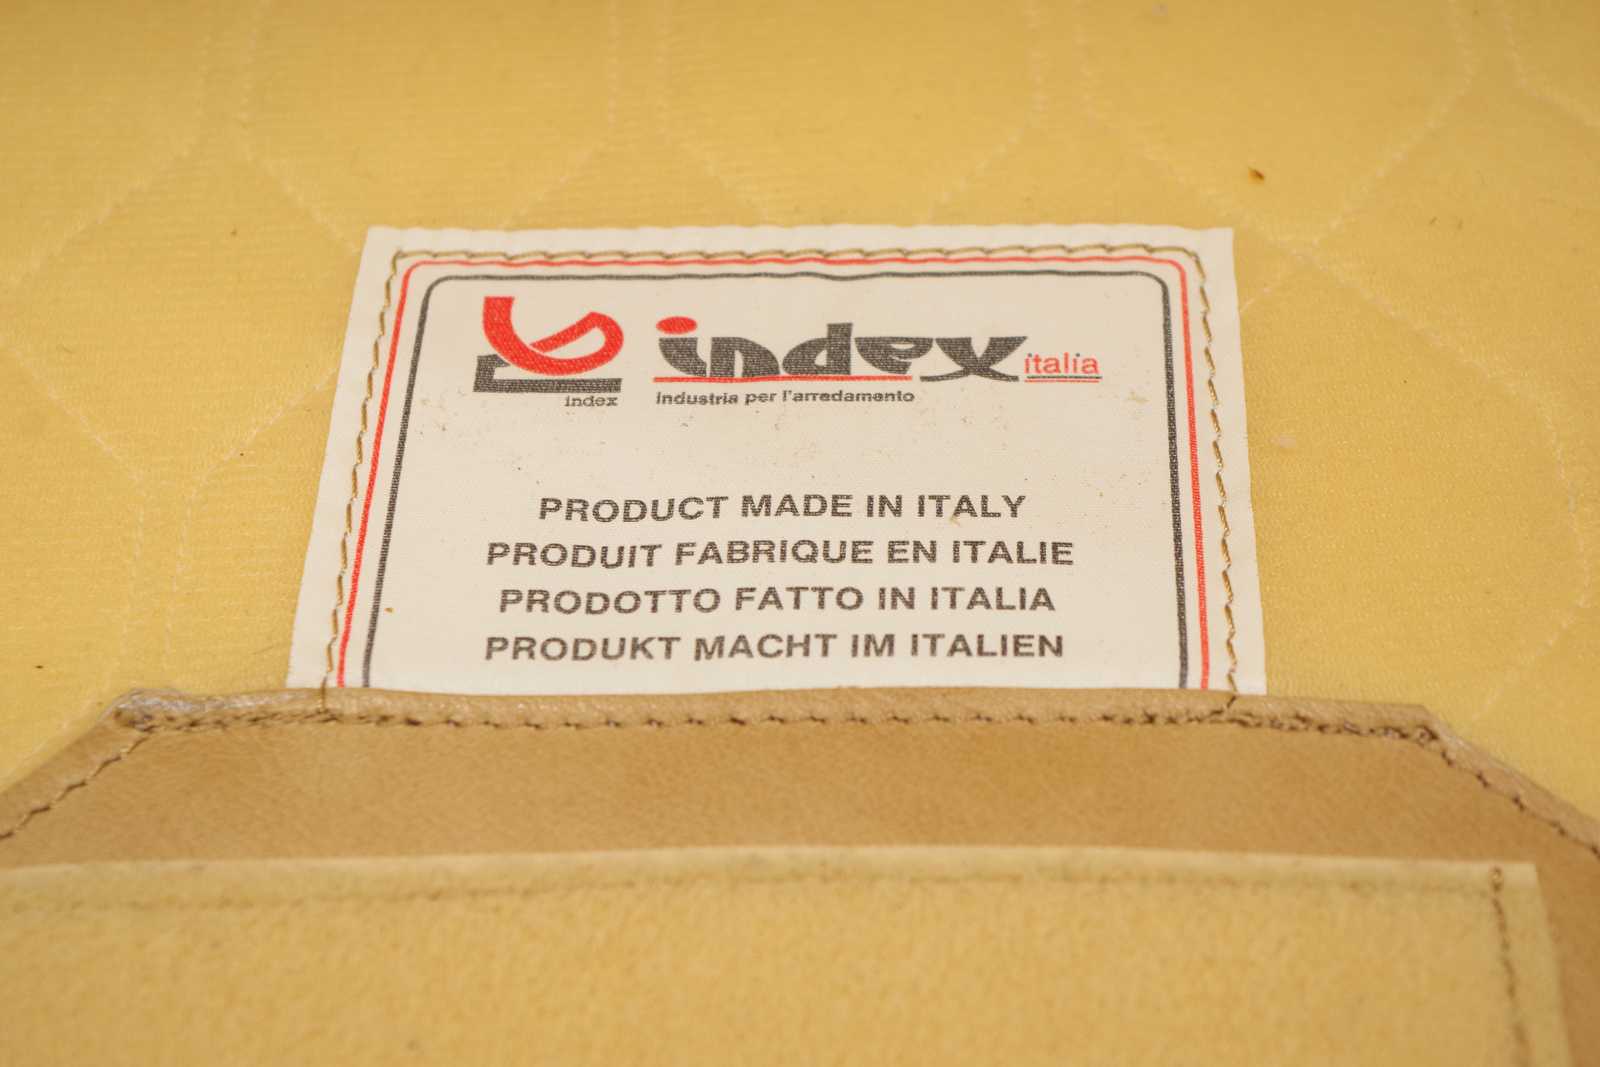 index
index italia
industria per l'arredamento
PRODUCT MADE IN ITALY
PRODUIT FABRIQUE EN ITALIE
PRODOTTO FATTO IN ITALIA
PRODUKT MACHT IM ITALIEN